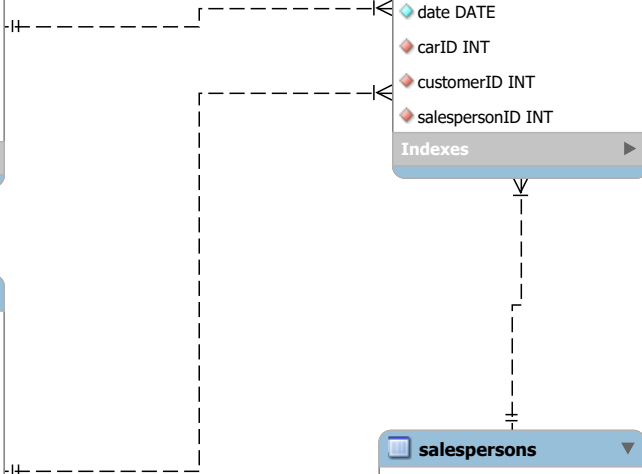 date DATE
carID INT
customerID INT
salespersonID INT
Indexes
salespersons